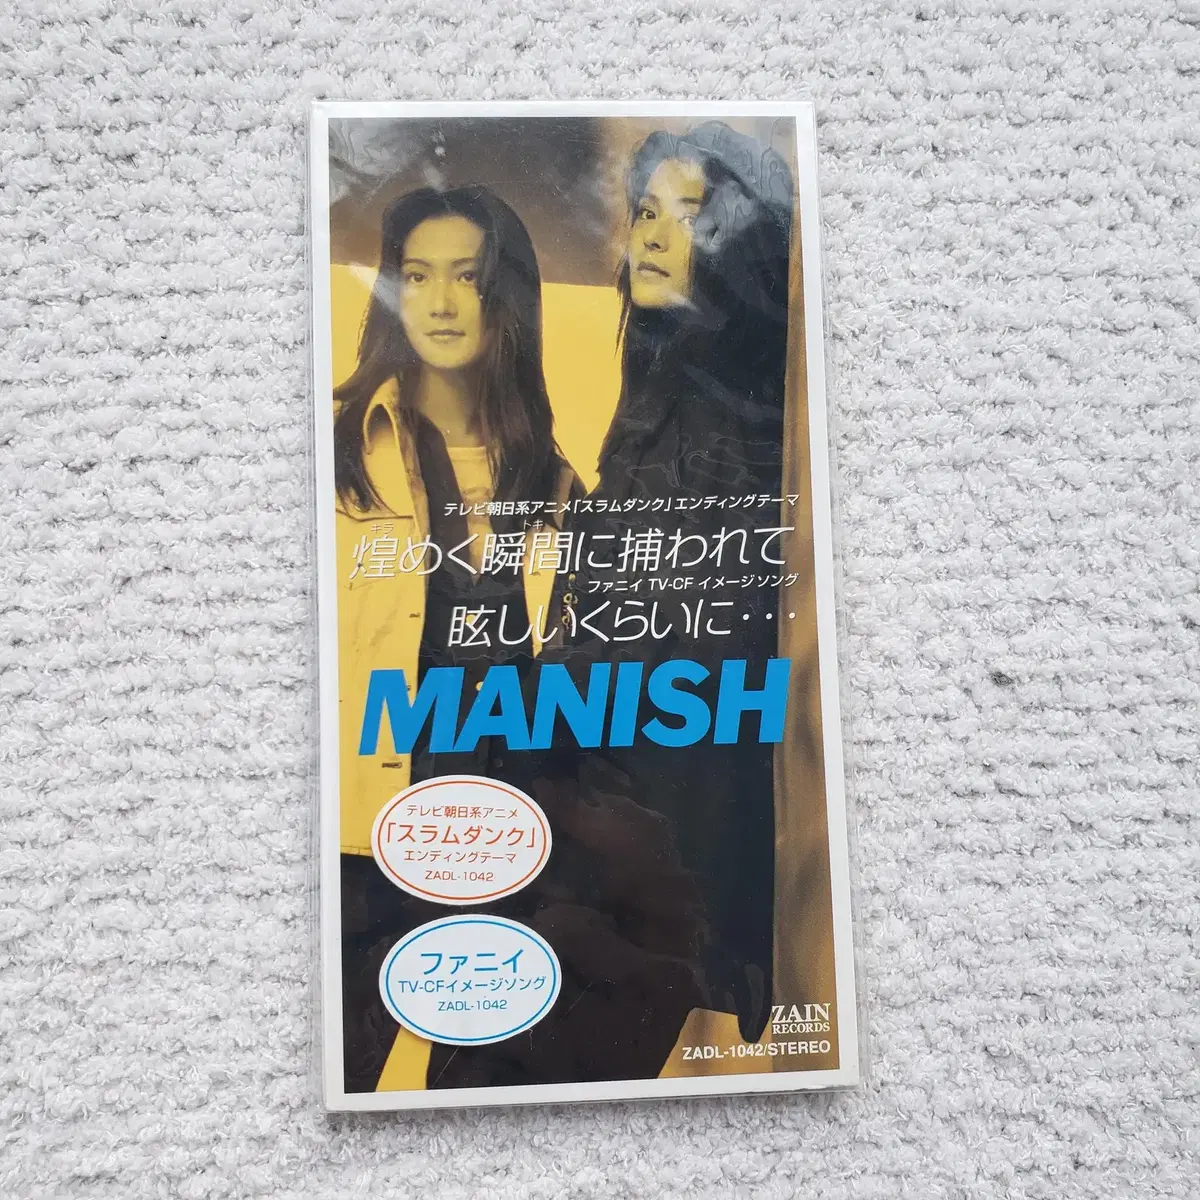 テレビ朝日系アニメ「スラムダンク」エンディングテーマ
キラ トキ
煌めく瞬間に捕われて
ファニイ TV-CF イメージソング
眩しいくらいに・・・
MANISH
テレビ朝日系アニメ
「スラムダンク」
エンディングテーマ
ZADL-1042
ファニイ
TV-CFイメージソング
ZADL-1042
ZAIN
RECORDS
ZADL-1042/STEREO